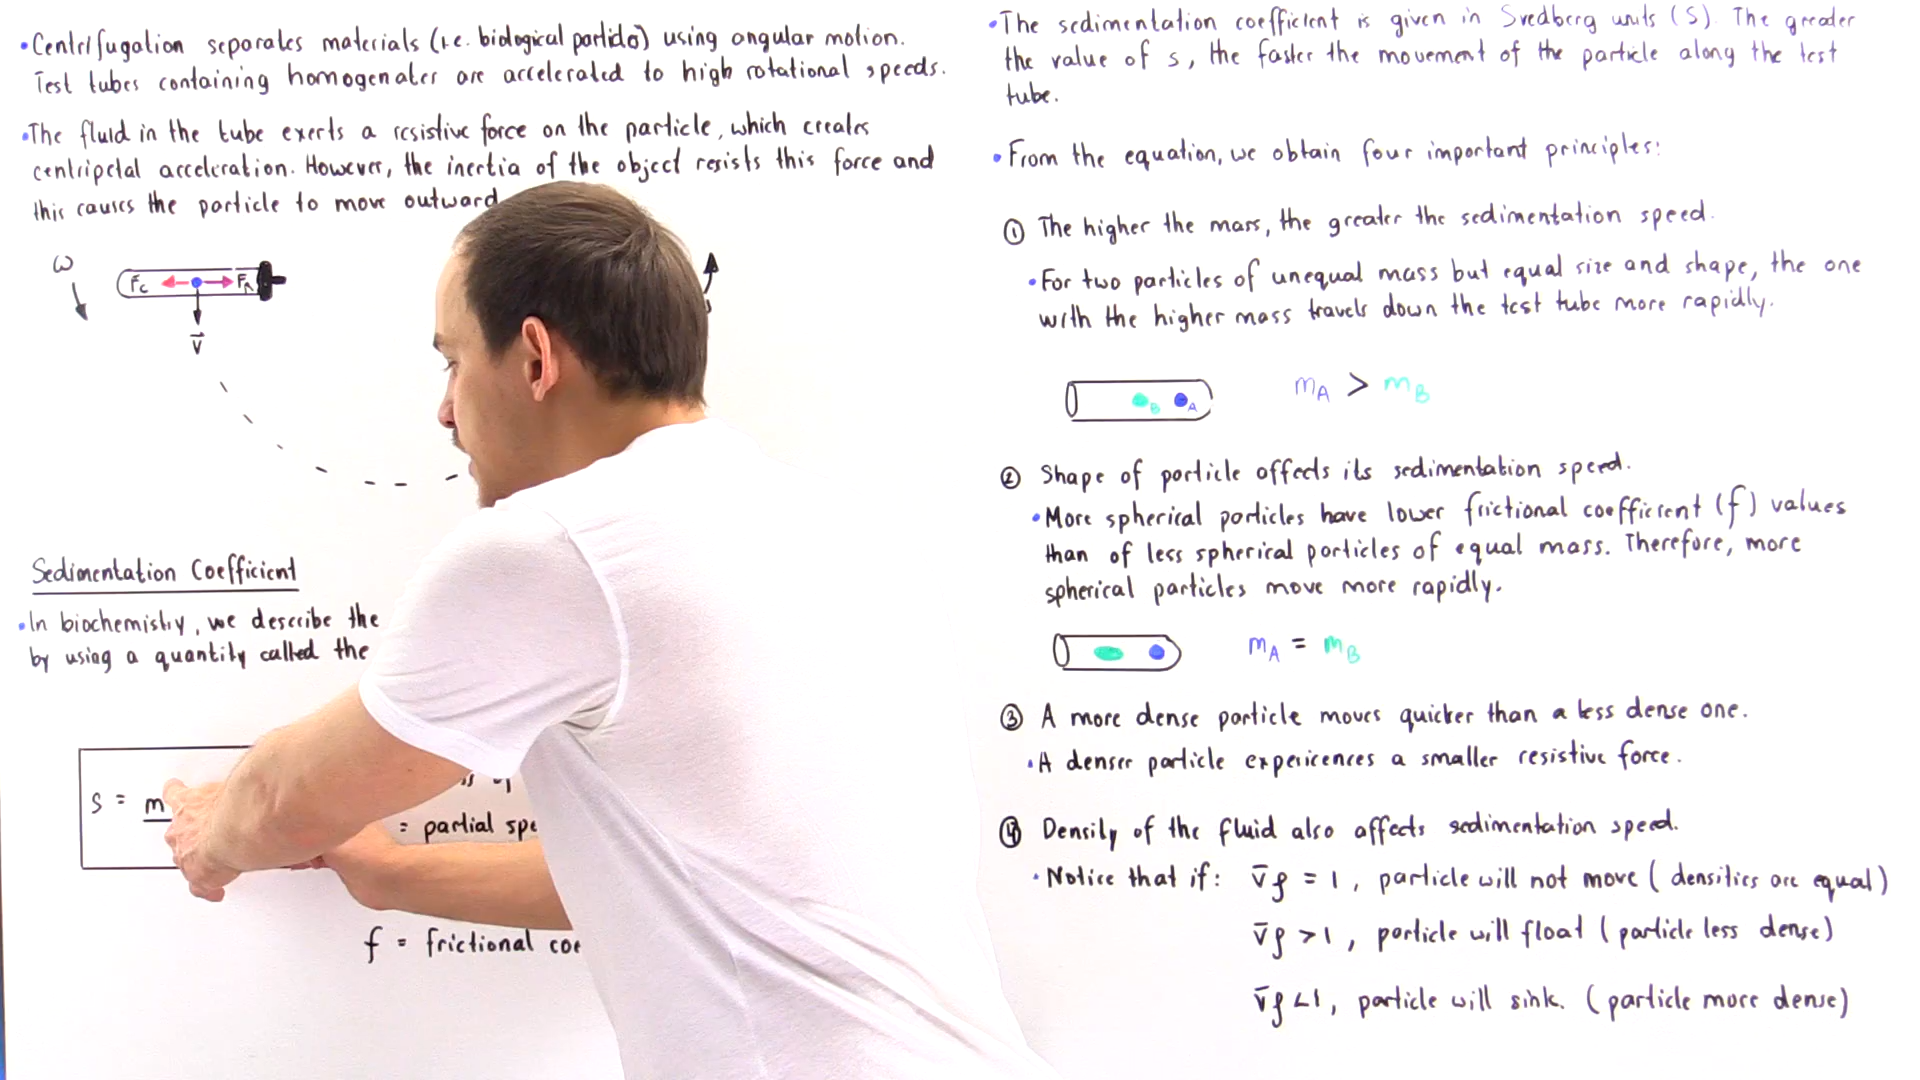 •Centrifugation separates materials (i.e. biological particles) using angular motion.
Test tubes containing homogenates are accelerated to high rotational speeds.
•The fluid in the tube exerts a resistive force on the particle, which creates
centripetal acceleration. However, the inertia of the object resists this force and
this causes the particle to move outward
ω
Fc
FR
v
Sedimentation Coefficient
•In biochemistry, we describe the
by using a quantity called the
S = m
= partial spe
f = frictional coe
•The sedimentation coefficient is given in Svedberg units (S). The greater
the value of s, the faster the movement of the particle along the test
tube.
•From the equation, we obtain four important principles:
① The higher the mass, the greater the sedimentation speed.
•For two particles of unequal mass but equal size and shape, the one
with the higher mass travels down the test tube more rapidly.
B A mA > mB
② Shape of particle affects its sedimentation speed.
•More spherical particles have lower frictional coefficient (f) values
than of less spherical particles of equal mass. Therefore, more
spherical particles move more rapidly.
mA = mB
③ A more dense particle moves quicker than a less dense one.
•A denser particle expericences a smaller resistive force.
④ Density of the fluid also affects sedimentation speed.
•Notice that if: v̄ρ = 1, particle will not move (densities are equal)
v̄ρ >1, particle will float (particle less dense)
v̄ρ <1, particle will sink. (particle more dense)